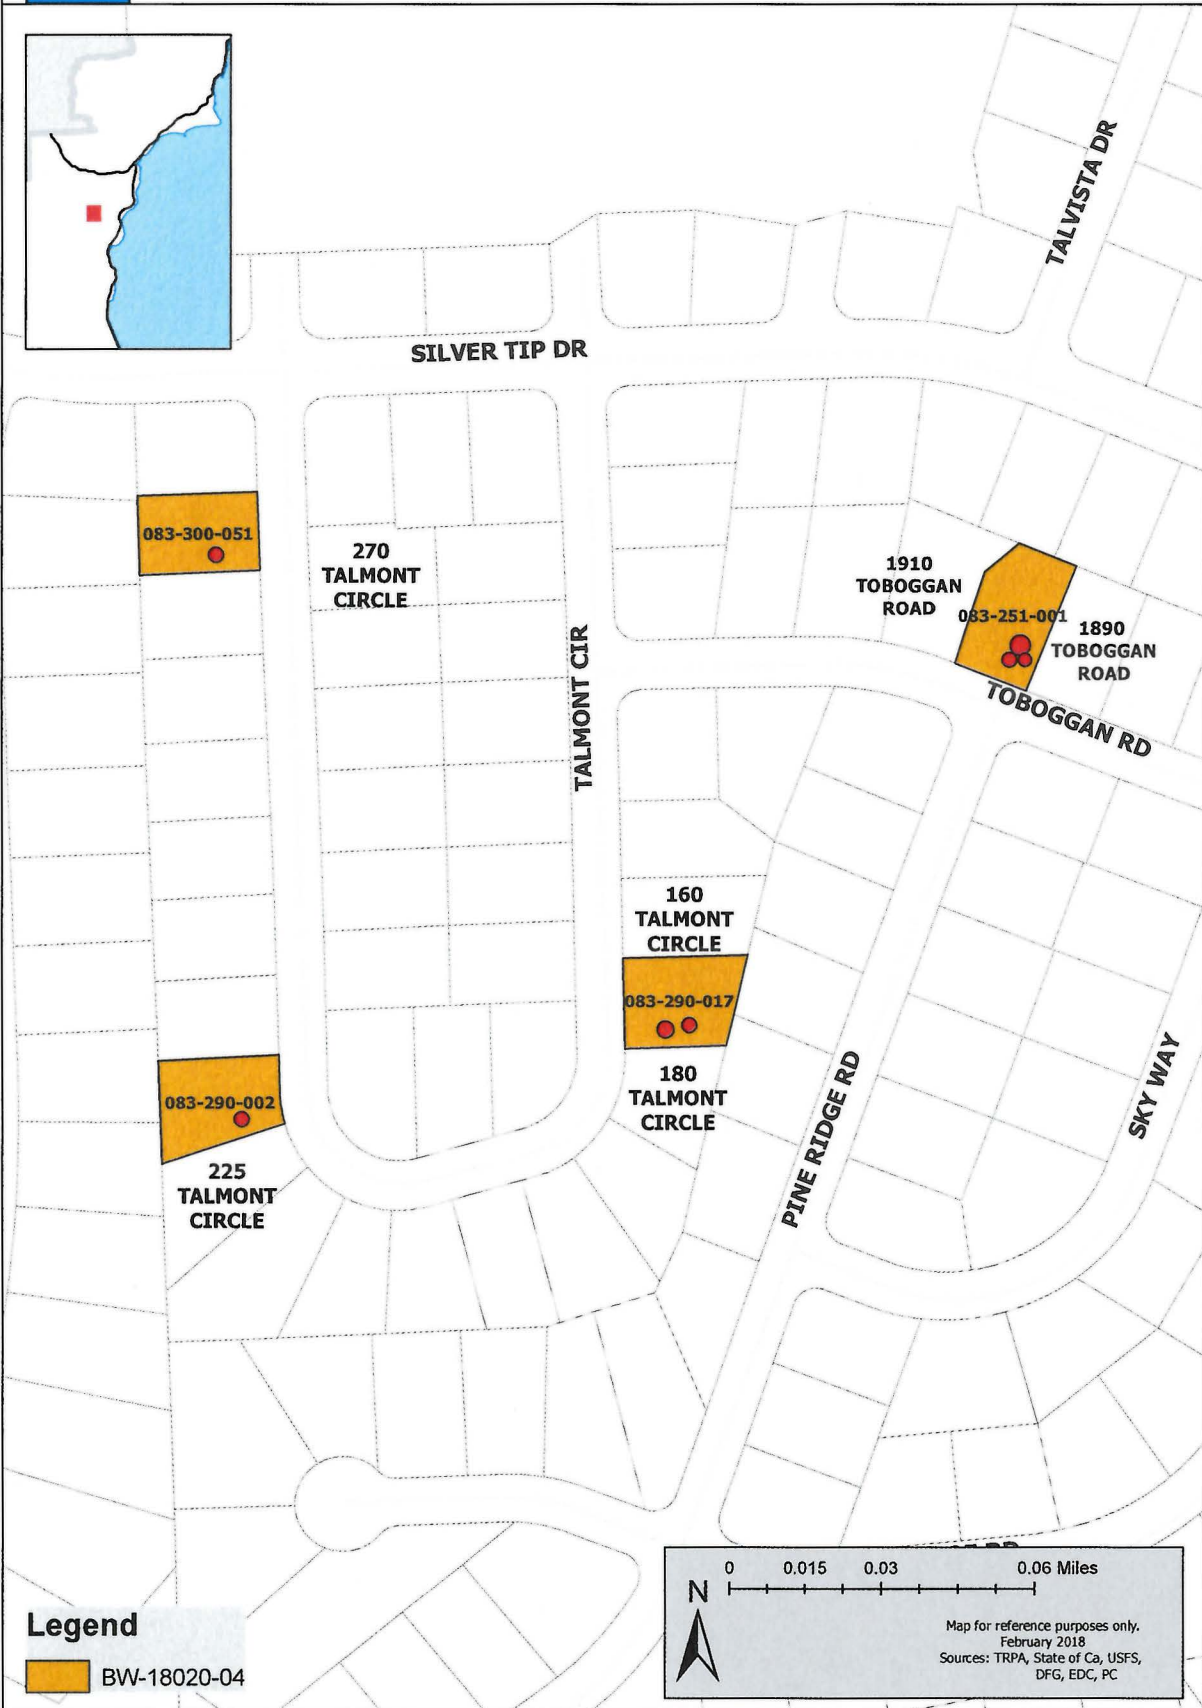 TALVISTA DR
SILVER TIP DR
083-300-051
270
TALMONT
CIRCLE
1910
TOBOGGAN
ROAD
083-251-001
1890
TOBOGGAN
ROAD
TOBOGGAN RD
TALMONT CIR
160
TALMONT
CIRCLE
083-290-017
180
TALMONT
CIRCLE
083-290-002
225
TALMONT
CIRCLE
PINE RIDGE RD
SKY WAY
RD
0 0.015 0.03 0.06 Miles
N
Map for reference purposes only.
February 2018
Sources: TRPA, State of Ca, USFS,
DFG, EDC, PC
Legend
BW-18020-04